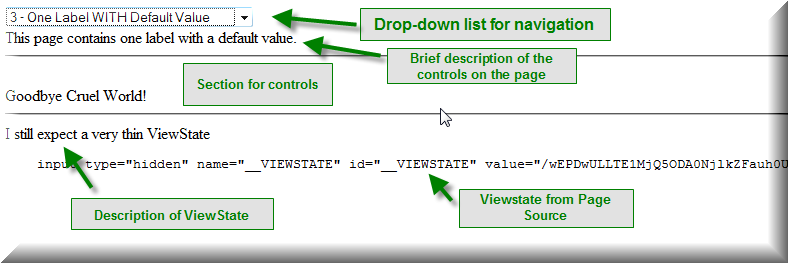 3 - One Label WITH Default Value
Drop-down list for navigation
This page contains one label with a default value.
Brief description of the
controls on the page
Section for controls
Goodbye Cruel World!
I still expect a very thin ViewState
input type="hidden" name="__VIEWSTATE" id="__VIEWSTATE" value="/wEPDwULLTE1MjQ5ODA0NjlkZFauh0U
Description of ViewState
Viewstate from Page
Source